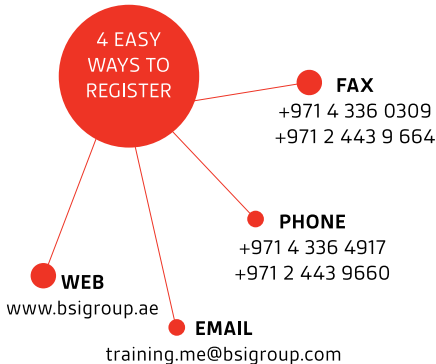 4 EASY
WAYS TO
REGISTER
FAX
+971 4 336 0309
+971 2 443 9 664
PHONE
+971 4 336 4917
+971 2 443 9660
WEB
www.bsigroup.ae
EMAIL
training.me@bsigroup.com